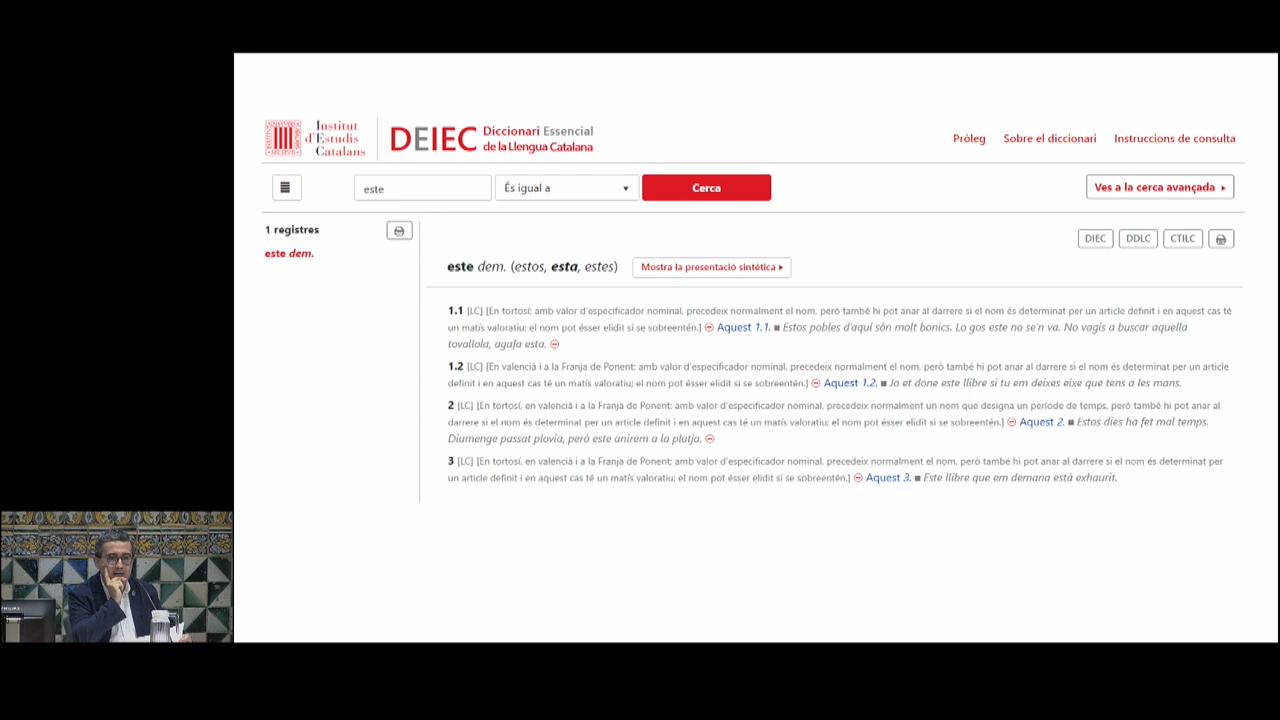 Institut
d'Estudis
Catalans
DEIEC Diccionari Essencial
de la Llengua Catalana
Pròleg Sobre el diccionari Instruccions de consulta
este És igual a Cerca Ves a la cerca avançada
1 registres
este dem.
DIEC DDLC CTILC
este dem. (estos, esta, estes) Mostra la presentació sintètica
1.1 [LC] [En tortosí; amb valor d'especificador nominal, precedeix normalment el nom, però també hi pot anar al darrere si el nom és determinat per un article definit i en aquest cas té
un matís valoratiu; el nom pot ésser elidit si se sobreentén.] Aquest 1.1. ■ Estos pobles d'aquí són molt bonics. Lo gos este no se'n va. No vagis a buscar aquella
tovallola, agafa esta.
1.2 [LC] [En valencià i a la Franja de Ponent; amb valor d'especificador nominal, precedeix normalment el nom, però també hi pot anar al darrere si el nom és determinat per un article
definit i en aquest cas té un matís valoratiu; el nom pot ésser elidit si se sobreentén.] Aquest 1.2. ■ Jo et done este llibre si tu em deixes eixe que tens a les mans.
2 [LC] [En tortosí, en valencià i a la Franja de Ponent; amb valor d'especificador nominal, precedeix normalment un nom que designa un període de temps, però també hi pot anar al
darrere si el nom és determinat per un article definit i en aquest cas té un matís valoratiu; el nom pot ésser elidit si se sobreentén.] Aquest 2. ■ Estos dies ha fet mal temps.
Diumenge passat plovia, però este anirem a la platja.
3 [LC] [En tortosí, en valencià i a la Franja de Ponent; amb valor d'especificador nominal, precedeix normalment el nom, però també hi pot anar al darrere si el nom és determinat per
un article definit i en aquest cas té un matís valoratiu; el nom pot ésser elidit si se sobreentén.] Aquest 3. ■ Este llibre que em demana està exhaurit.